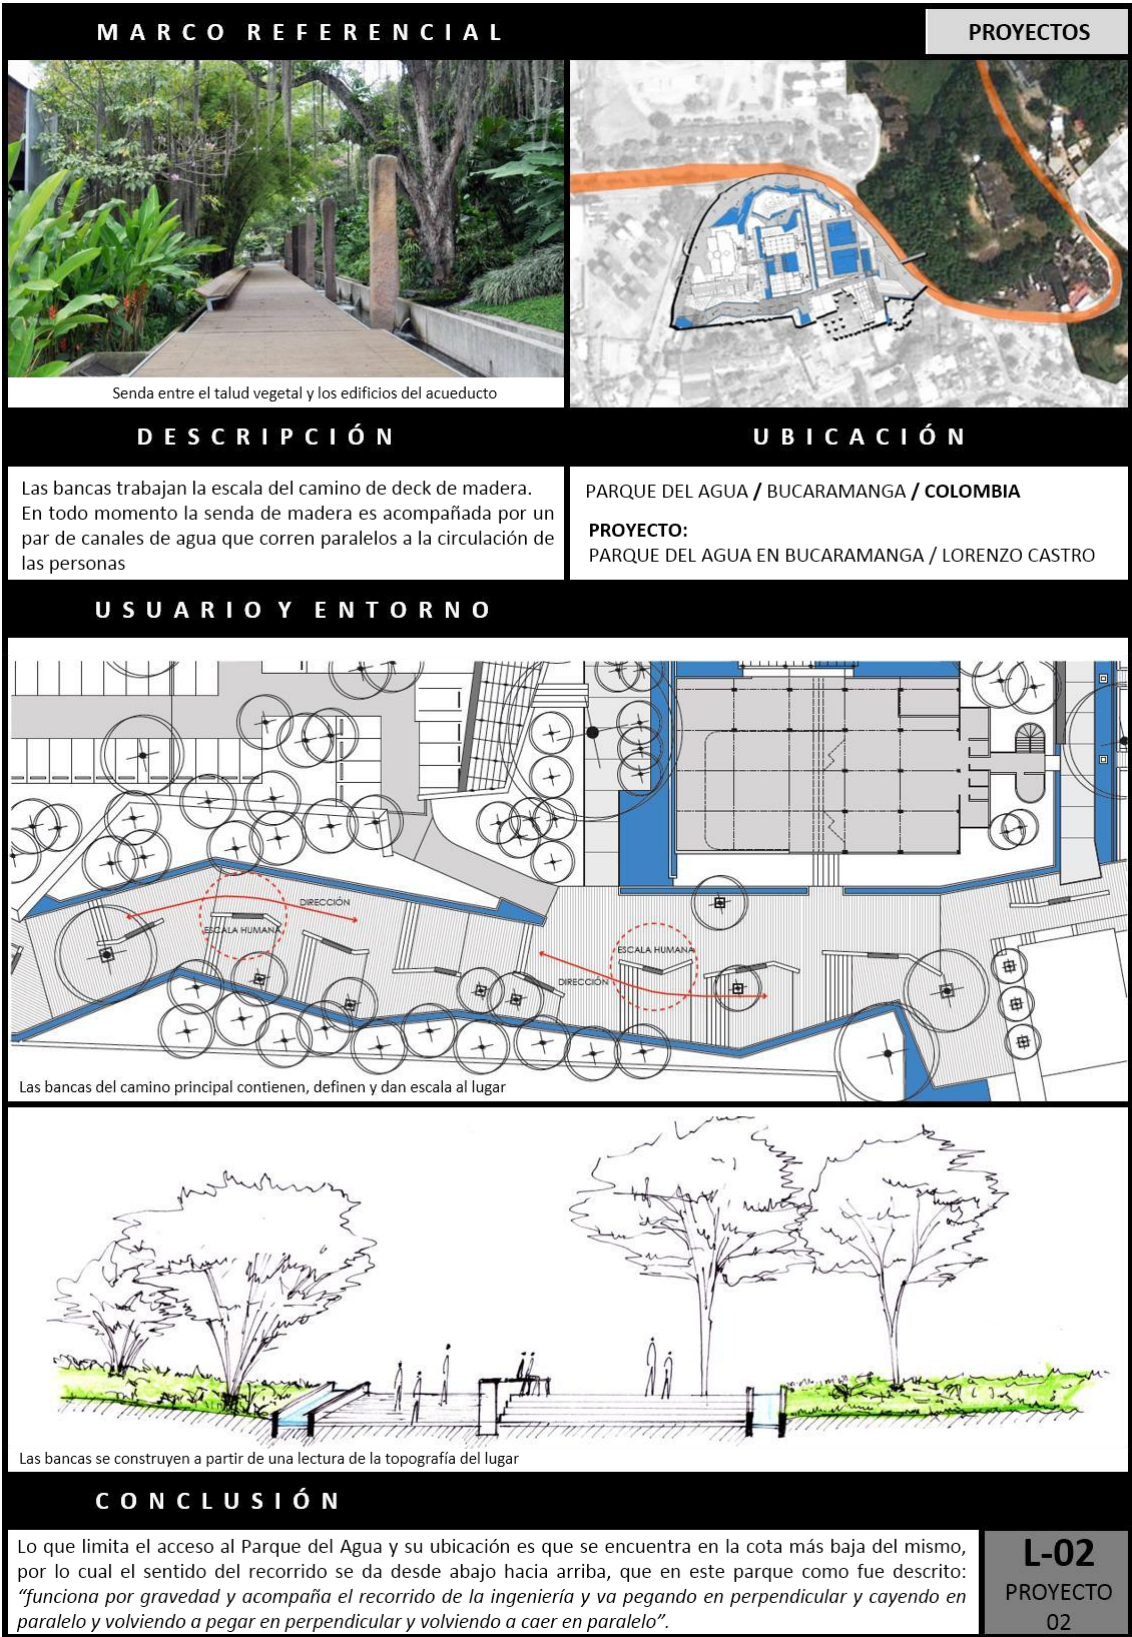 MARCO REFERENCIAL
PROYECTOS
Senda entre el talud vegetal y los edificios del acueducto
DESCRIPCIÓN
UBICACIÓN
Las bancas trabajan la escala del camino de deck de madera.
En todo momento la senda de madera es acompañada por un
par de canales de agua que corren paralelos a la circulación de
las personas
PARQUE DEL AGUA / BUCARAMANGA / COLOMBIA
PROYECTO:
PARQUE DEL AGUA EN BUCARAMANGA / LORENZO CASTRO
USUARIO Y ENTORNO
DIRECCIÓN
ESCALA HUMANA
ESCALA HUMANA
DIRECCIÓN
Las bancas del camino principal contienen, definen y dan escala al lugar
Las bancas se construyen a partir de una lectura de la topografía del lugar
CONCLUSIÓN
Lo que limita el acceso al Parque del Agua y su ubicación es que se encuentra en la cota más baja del mismo,
por lo cual el sentido del recorrido se da desde abajo hacia arriba, que en este parque como fue descrito:
“funciona por gravedad y acompaña el recorrido de la ingeniería y va pegando en perpendicular y cayendo en
paralelo y volviendo a pegar en perpendicular y volviendo a caer en paralelo”.
L-02
PROYECTO
02